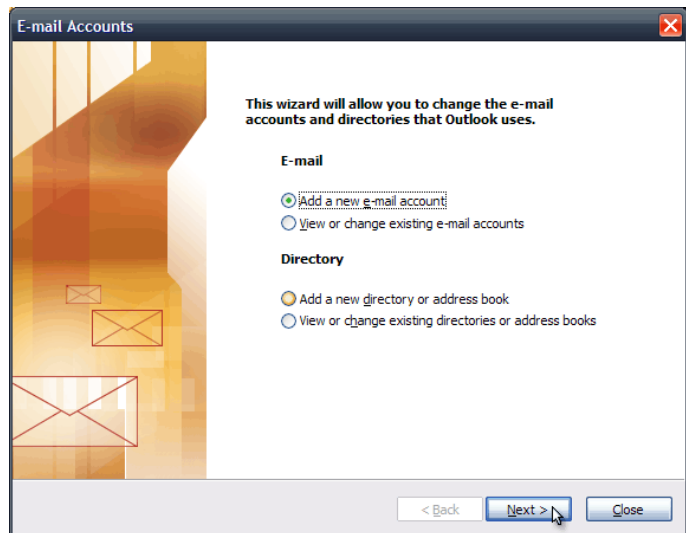 E-mail Accounts
This wizard will allow you to change the e-mail
accounts and directories that Outlook uses.
E-mail
Add a new e-mail account
View or change existing e-mail accounts
Directory
Add a new directory or address book
View or change existing directories or address books
< Back
Next >
Close